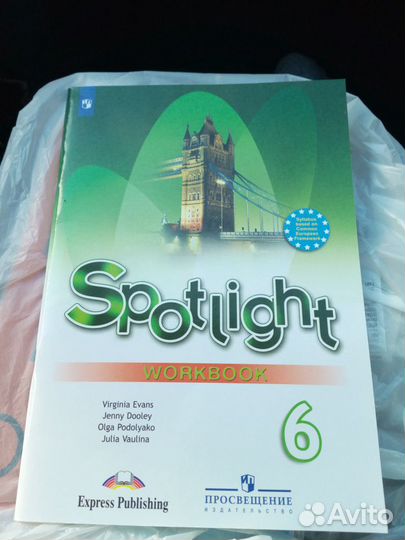 Syllabus
based on
Common
European
Framework
Spotlight
WORKBOOK
Virginia Evans
Jenny Dooley
Olga Podolyako
Julia Vaulina
6
Express Publishing
ПРОСВЕЩЕНИЕ
ИЗДАТЕЛЬСТВО
Avito